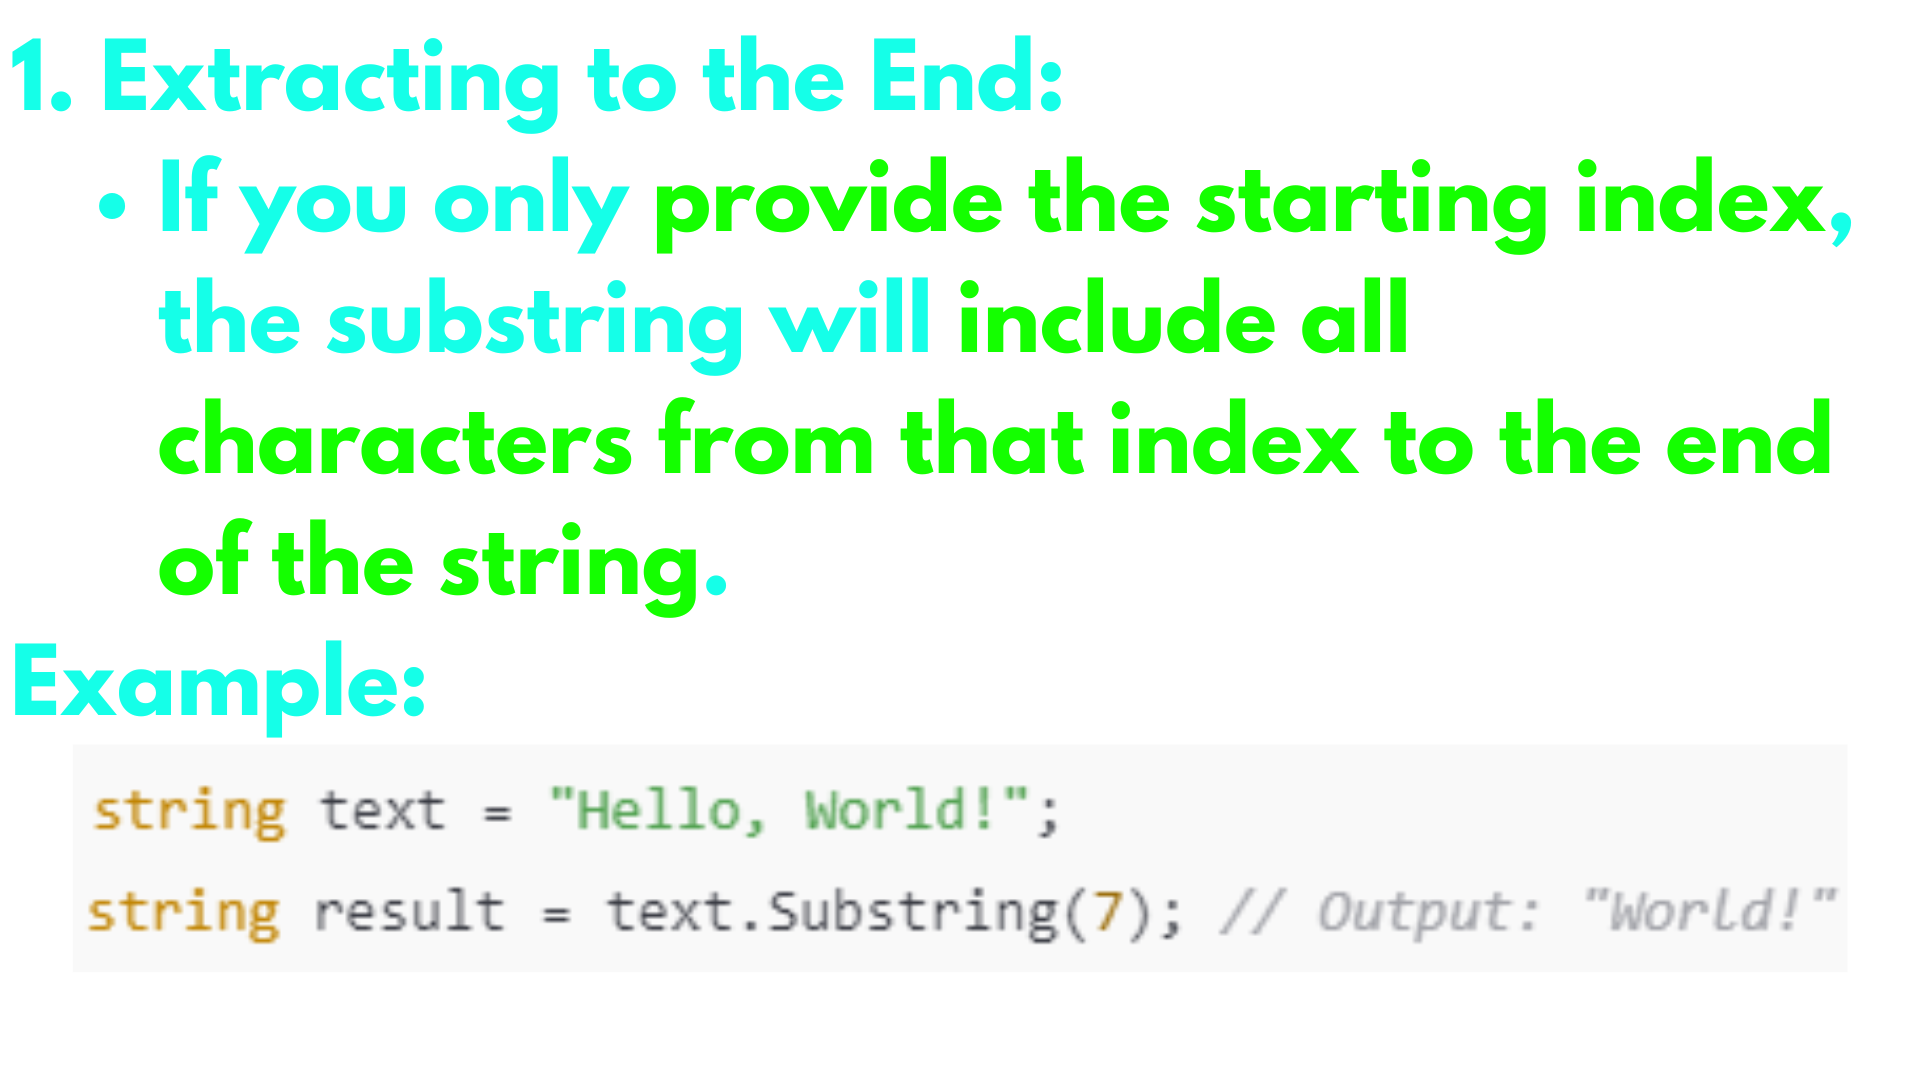 1. Extracting to the End:
• If you only provide the starting index,
the substring will include all
characters from that index to the end
of the string.
Example:
string text = "Hello, World!";
string result = text.Substring(7); // Output: "World!"